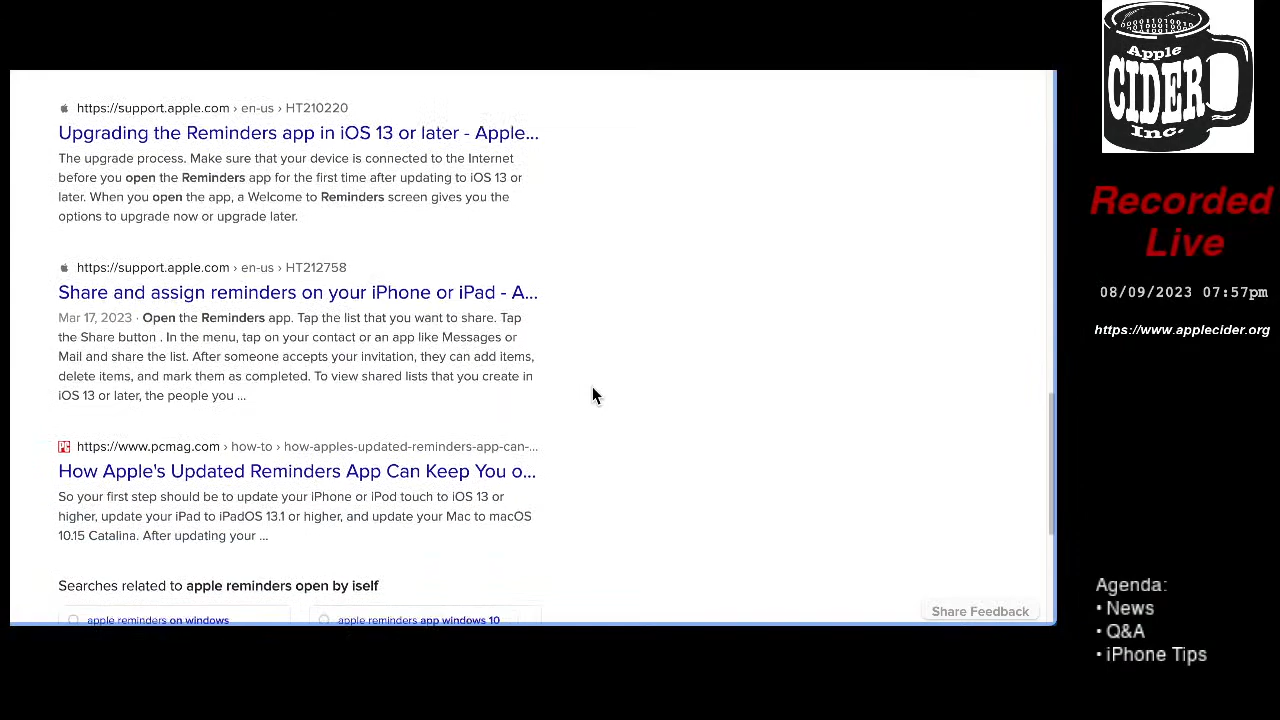 https://support.apple.com › en-us › HT210220
Upgrading the Reminders app in iOS 13 or later - Apple...
The upgrade process. Make sure that your device is connected to the Internet
before you open the Reminders app for the first time after updating to iOS 13 or
later. When you open the app, a Welcome to Reminders screen gives you the
options to upgrade now or upgrade later.
https://support.apple.com › en-us › HT212758
Share and assign reminders on your iPhone or iPad - A...
Mar 17, 2023 · Open the Reminders app. Tap the list that you want to share. Tap
the Share button . In the menu, tap on your contact or an app like Messages or
Mail and share the list. After someone accepts your invitation, they can add items,
delete items, and mark them as completed. To view shared lists that you create in
iOS 13 or later, the people you ...
PC
https://www.pcmag.com › how-to › how-apples-updated-reminders-app-can-...
How Apple's Updated Reminders App Can Keep You o...
So your first step should be to update your iPhone or iPod touch to iOS 13 or
higher, update your iPad to iPadOS 13.1 or higher, and update your Mac to macOS
10.15 Catalina. After updating your ...
Searches related to apple reminders open by iself
apple reminders on windows
apple reminders app windows 10
Share Feedback
Apple
CIDER
Inc.
Recorded
Live
08/09/2023 07:57pm
https://www.applecider.org
Agenda:
• News
• Q&A
• iPhone Tips